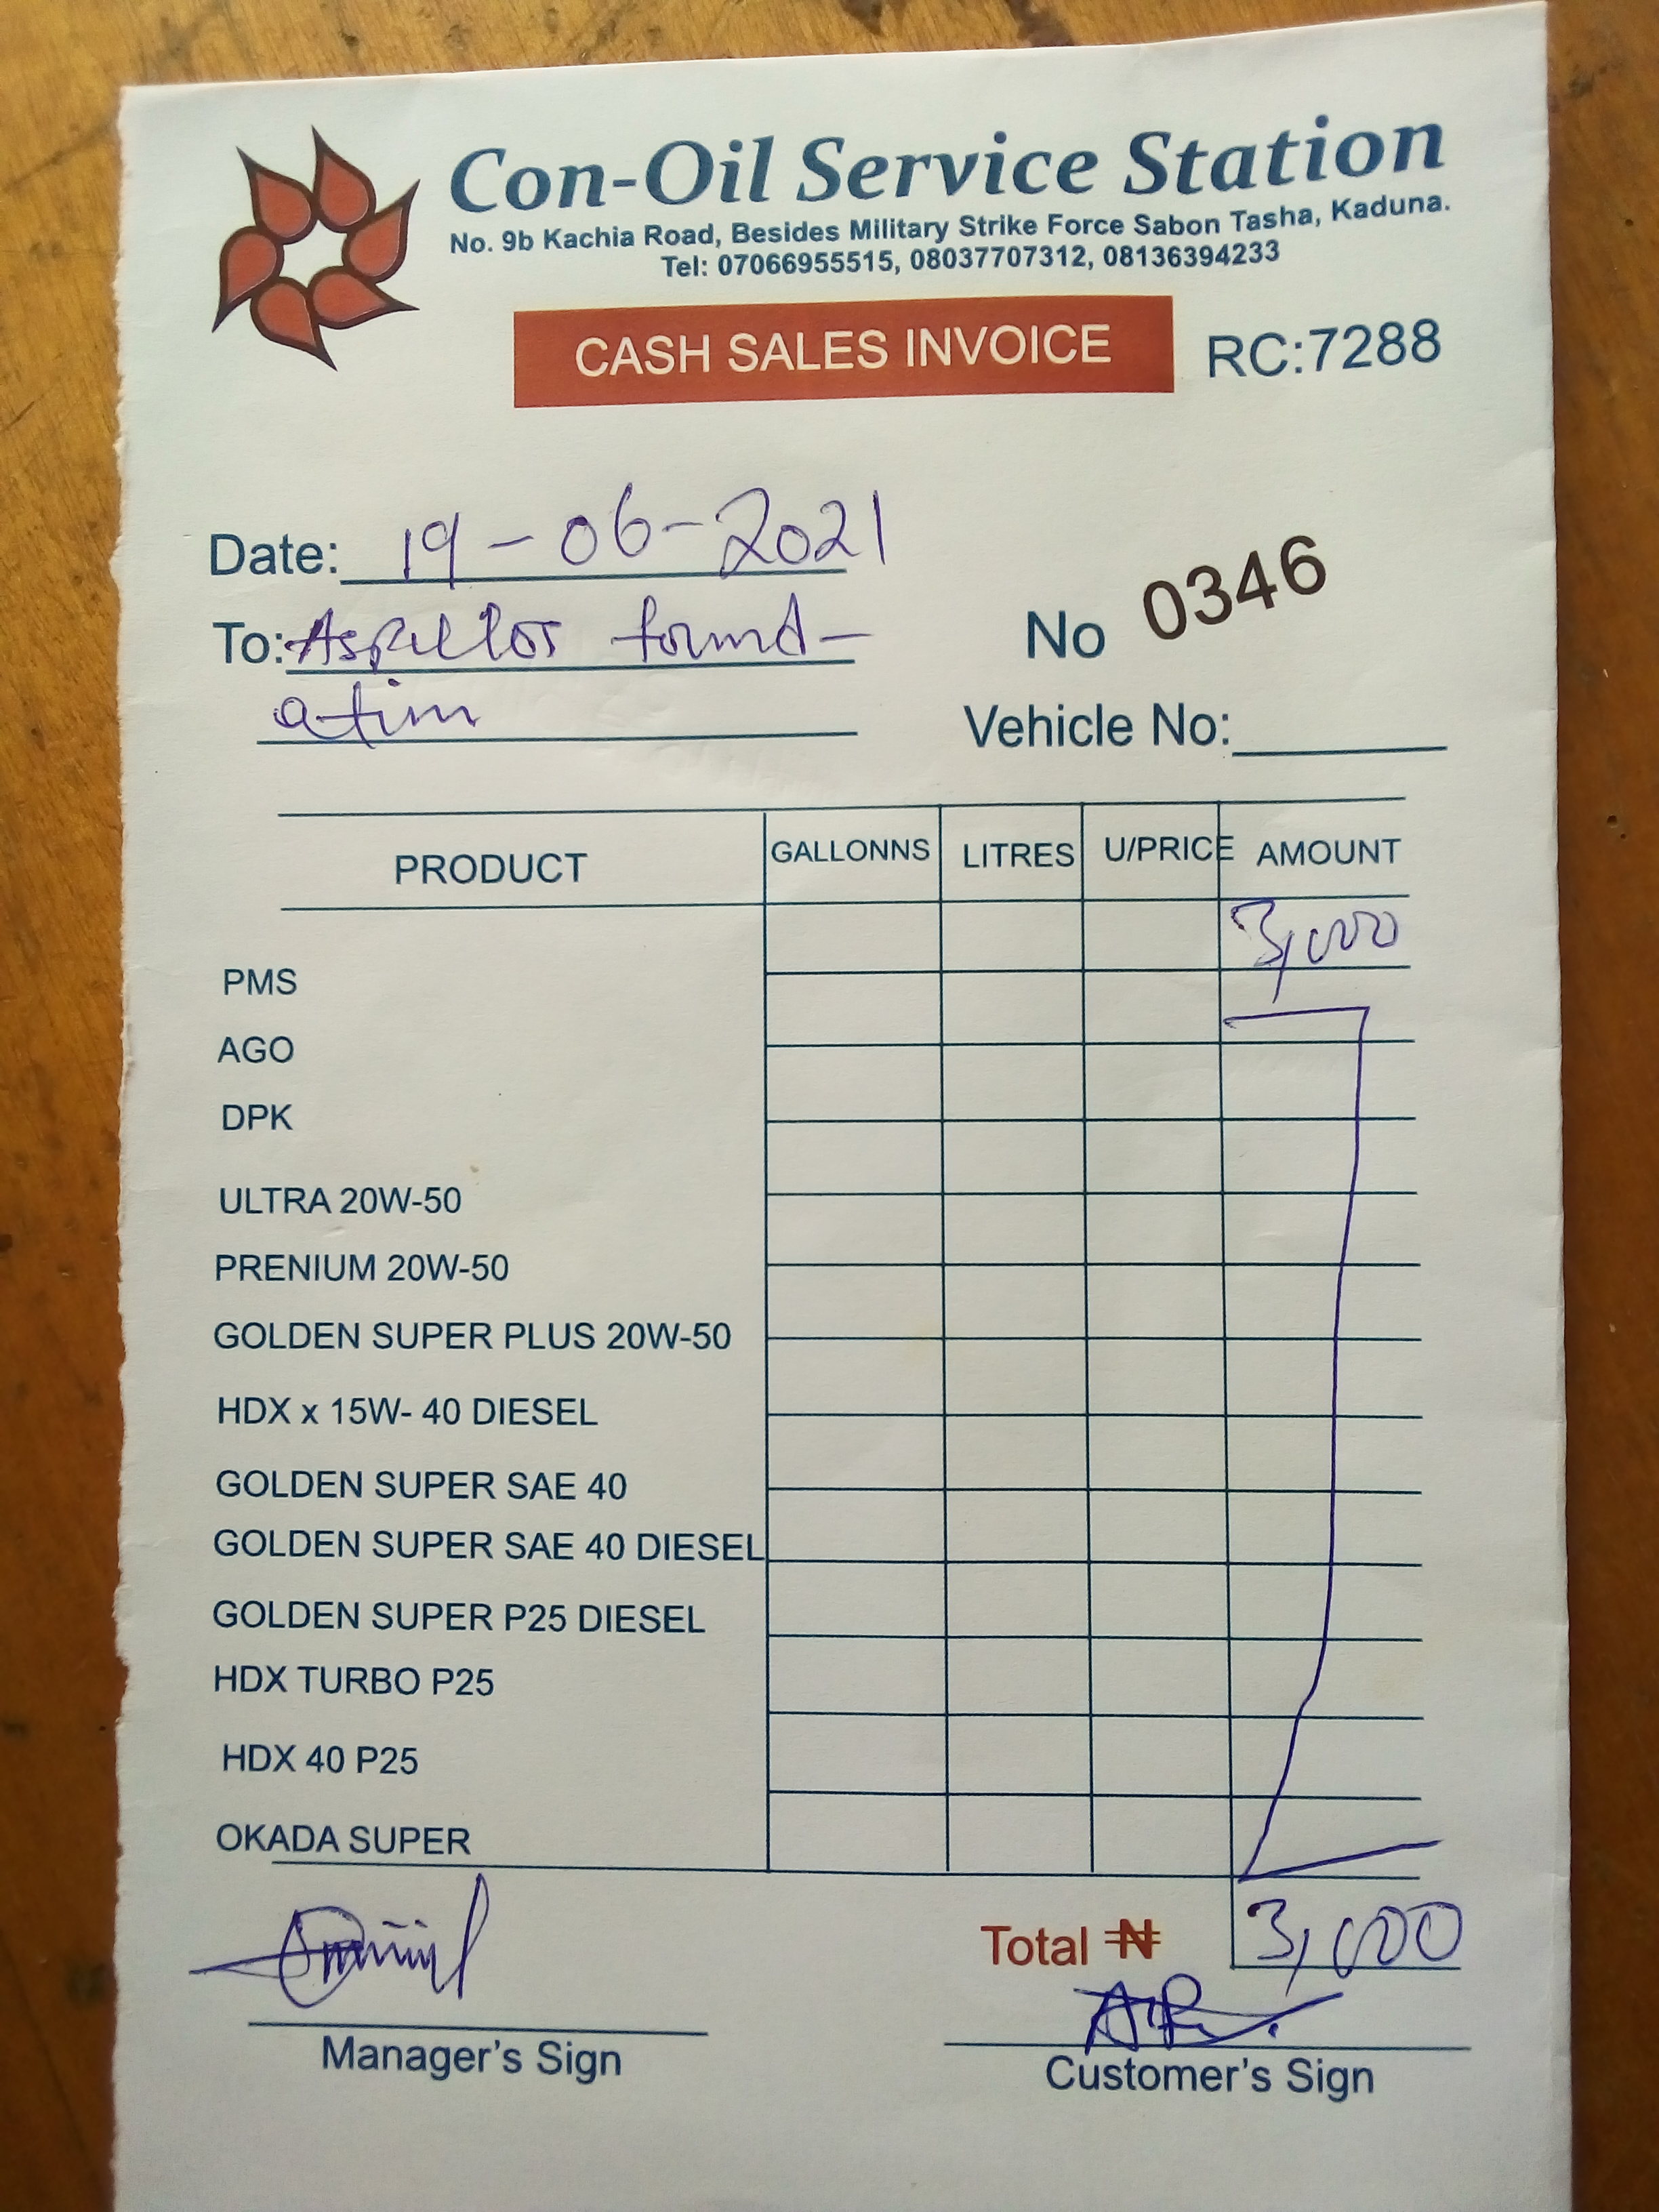 Con-Oil Service Station
No. 9b Kachia Road, Besides Military Strike Force Sabon Tasha, Kaduna.
Tel: 07066955515, 08037707312, 08136394233
CASH SALES INVOICE RC:7288
Date: 19-06-2021
To: found-
No 0346
Vehicle No:
PRODUCT GALLONNS LITRES U/PRICE AMOUNT
3,000
PMS
AGO
DPK
ULTRA 20W-50
PRENIUM 20W-50
GOLDEN SUPER PLUS 20W-50
HDX x 15W- 40 DIESEL
GOLDEN SUPER SAE 40
GOLDEN SUPER SAE 40 DIESEL
GOLDEN SUPER P25 DIESEL
HDX TURBO P25
HDX 40 P25
OKADA SUPER
Total ₦ 3,000
Manager's Sign
Customer's Sign